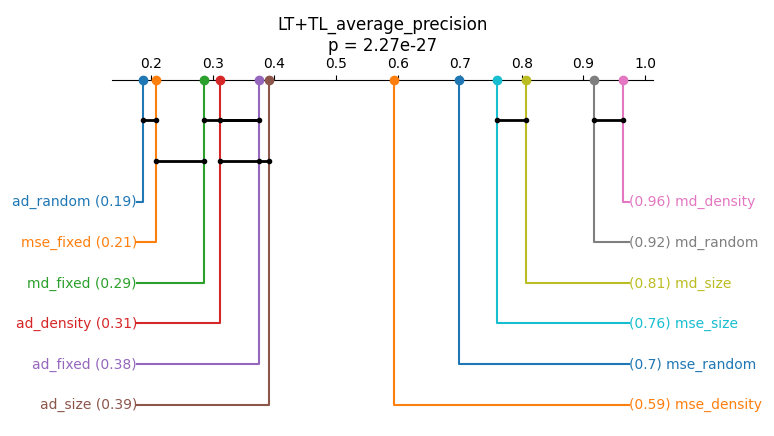 LT+TL_average_precision
p = 2.27e-27
0.2 0.3 0.4 0.5 0.6 0.7 0.8 0.9 1.0
ad_random (0.19) (0.96) md_density
mse_fixed (0.21) (0.92) md_random
md_fixed (0.29) (0.81) md_size
ad_density (0.31) (0.76) mse_size
ad_fixed (0.38) (0.7) mse_random
ad_size (0.39) (0.59) mse_density